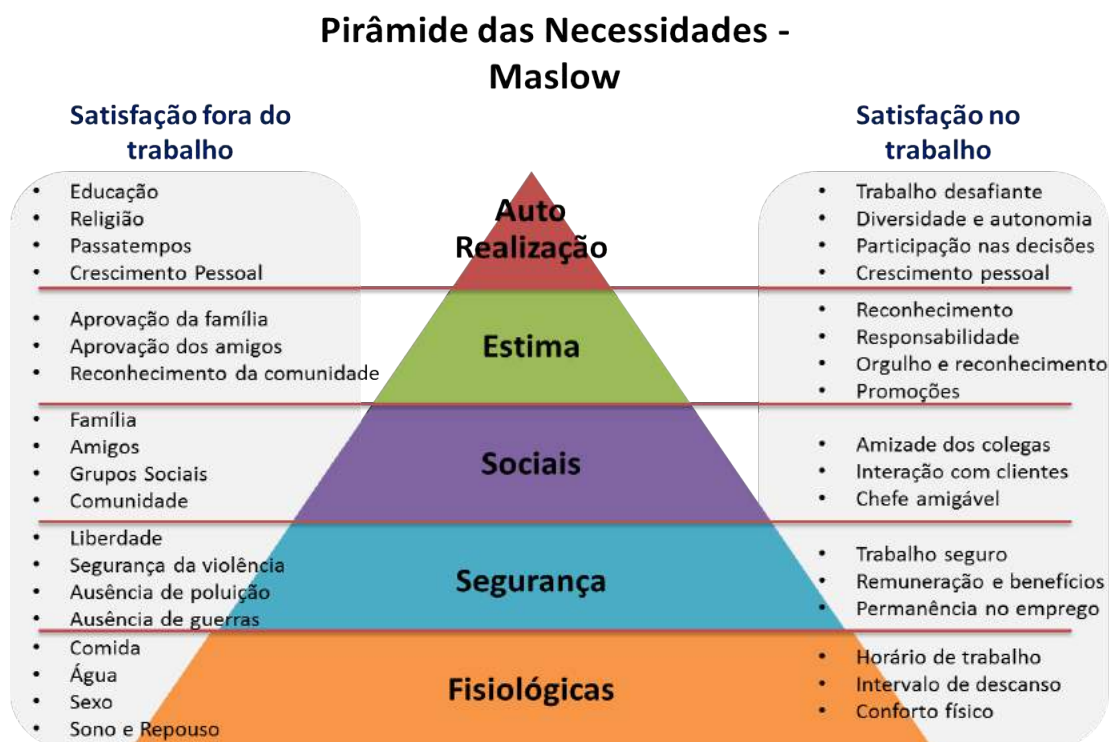 Pirâmide das Necessidades -
Maslow
Satisfação fora do
trabalho
• Educação
• Religião
• Passatempos
• Crescimento Pessoal
• Aprovação da família
• Aprovação dos amigos
• Reconhecimento da comunidade
• Família
• Amigos
• Grupos Sociais
• Comunidade
• Liberdade
• Segurança da violência
• Ausência de poluição
• Ausência de guerras
• Comida
• Água
• Sexo
• Sono e Repouso
Auto
Realização
Estima
Sociais
Segurança
Fisiológicas
Satisfação no
trabalho
• Trabalho desafiante
• Diversidade e autonomia
• Participação nas decisões
• Crescimento pessoal
• Reconhecimento
• Responsabilidade
• Orgulho e reconhecimento
• Promoções
• Amizade dos colegas
• Interação com clientes
• Chefe amigável
• Trabalho seguro
• Remuneração e benefícios
• Permanência no emprego
• Horário de trabalho
• Intervalo de descanso
• Conforto físico